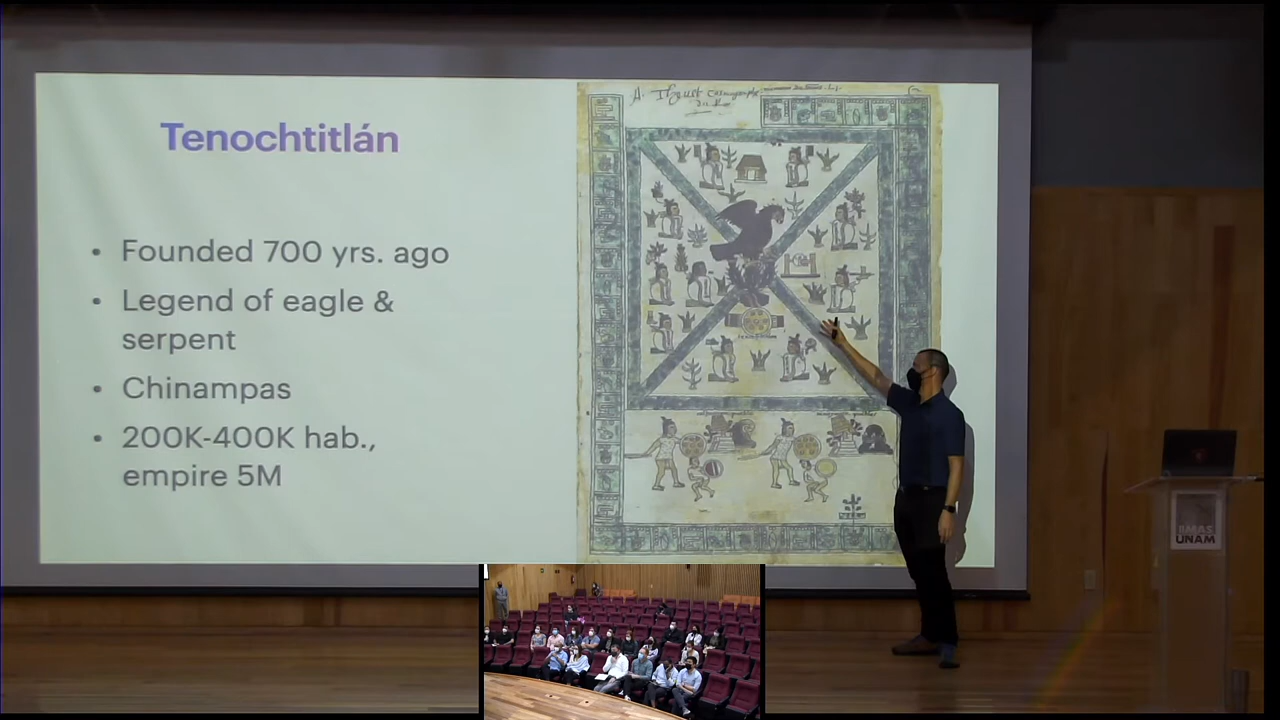 Tenochtitlán
• Founded 700 yrs. ago
• Legend of eagle &
serpent
• Chinampas
• 200K-400K hab.,
empire 5M
IIMAS
UNAM